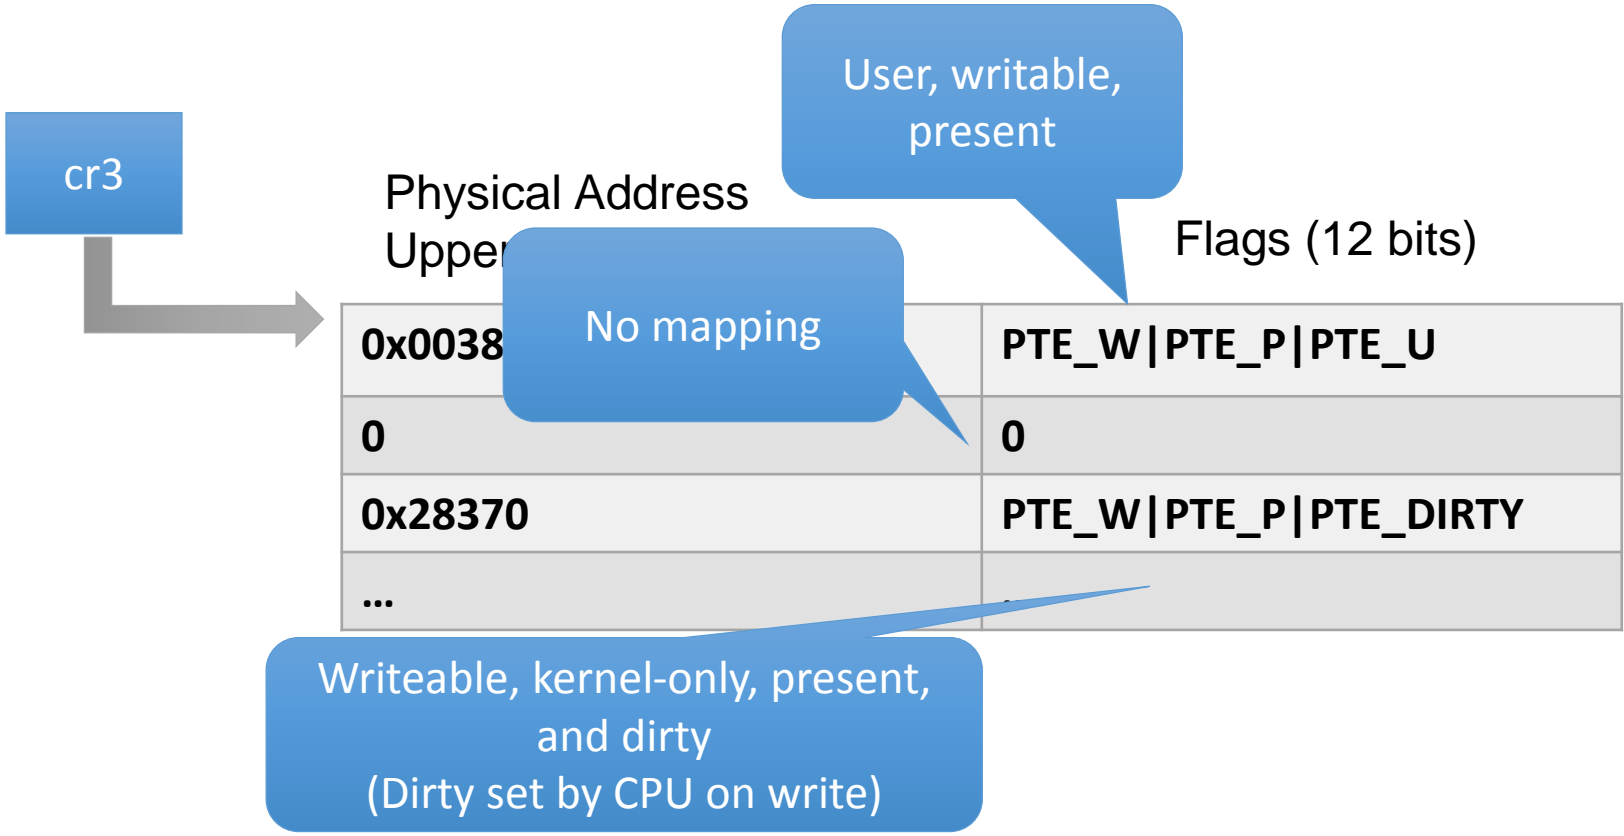 User, writable,
present
cr3
Physical Address
Upper
Flags (12 bits)
No mapping
0x0038
PTE_W|PTE_P|PTE_U
0
0
0x28370
PTE_W|PTE_P|PTE_DIRTY
...
Writeable, kernel-only, present,
and dirty
(Dirty set by CPU on write)